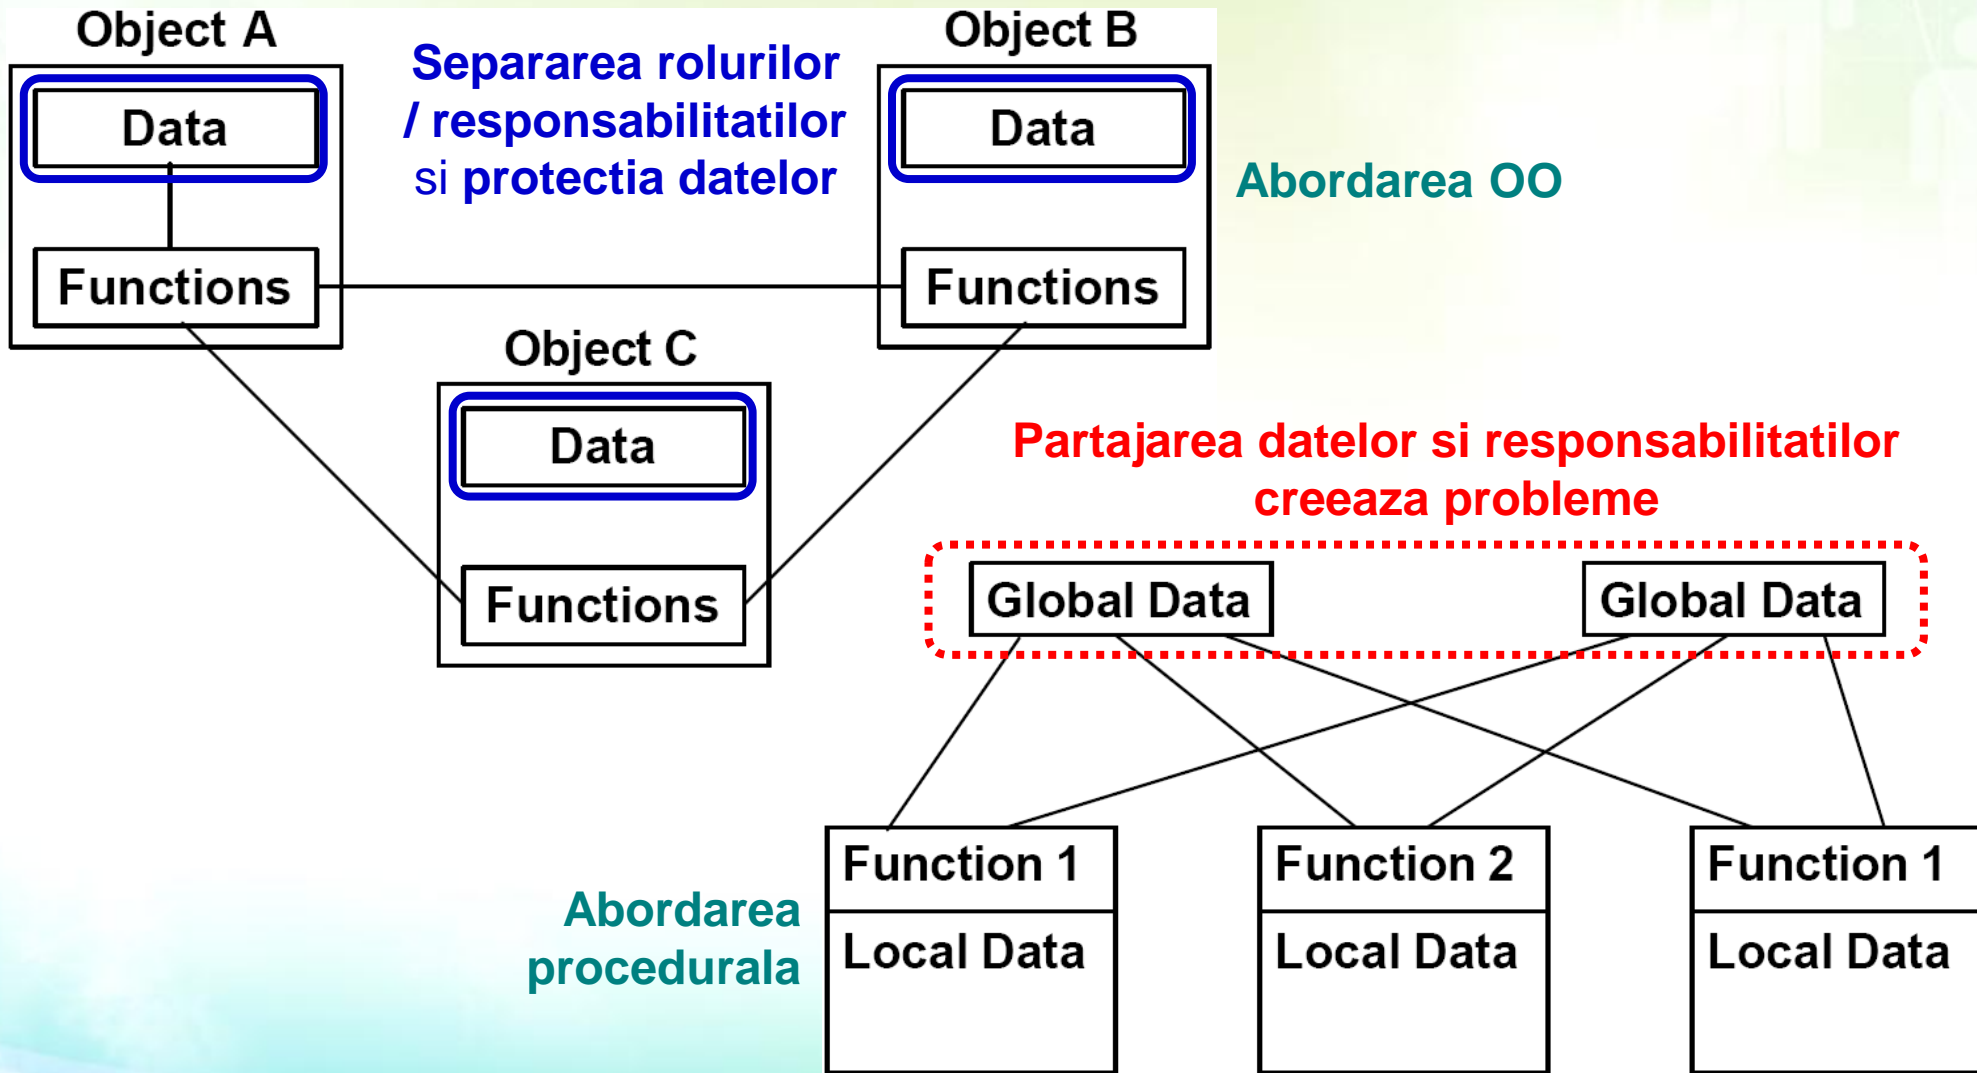 Object A
Data
Functions
Separarea rolurilor
/ responsabilitatilor
si protectia datelor
Object B
Data
Functions
Abordarea OO
Object C
Data
Functions
Partajarea datelor si responsabilitatilor
creeaza probleme
Global Data
Global Data
Abordarea
procedurala
Function 1
Local Data
Function 2
Local Data
Function 1
Local Data